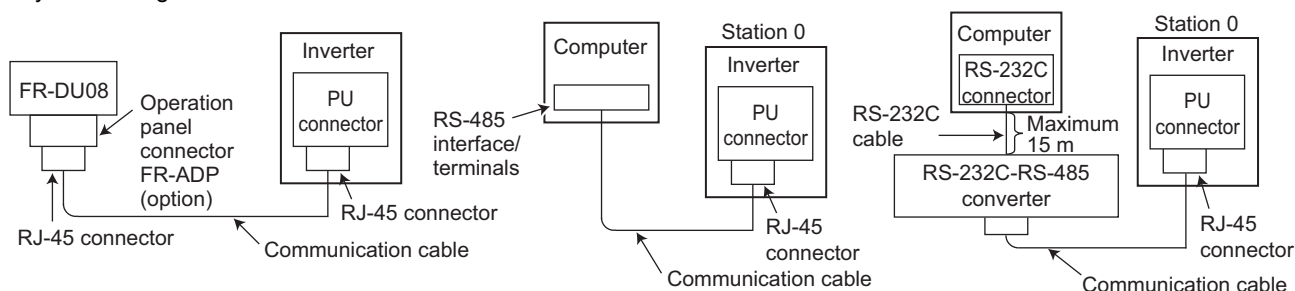 FR-DU08
Operation
panel
connector
FR-ADP
(option)
RJ-45 connector
Inverter
PU
connector
RJ-45 connector
Communication cable
Computer
RS-485
interface/
terminals
Station 0
Inverter
PU
connector
RJ-45
connector
Communication cable
Computer
RS-232C
connector
RS-232C
cable
Maximum
15 m
RS-232C-RS-485
converter
Station 0
Inverter
PU
connector
RJ-45
connector
Communication cable